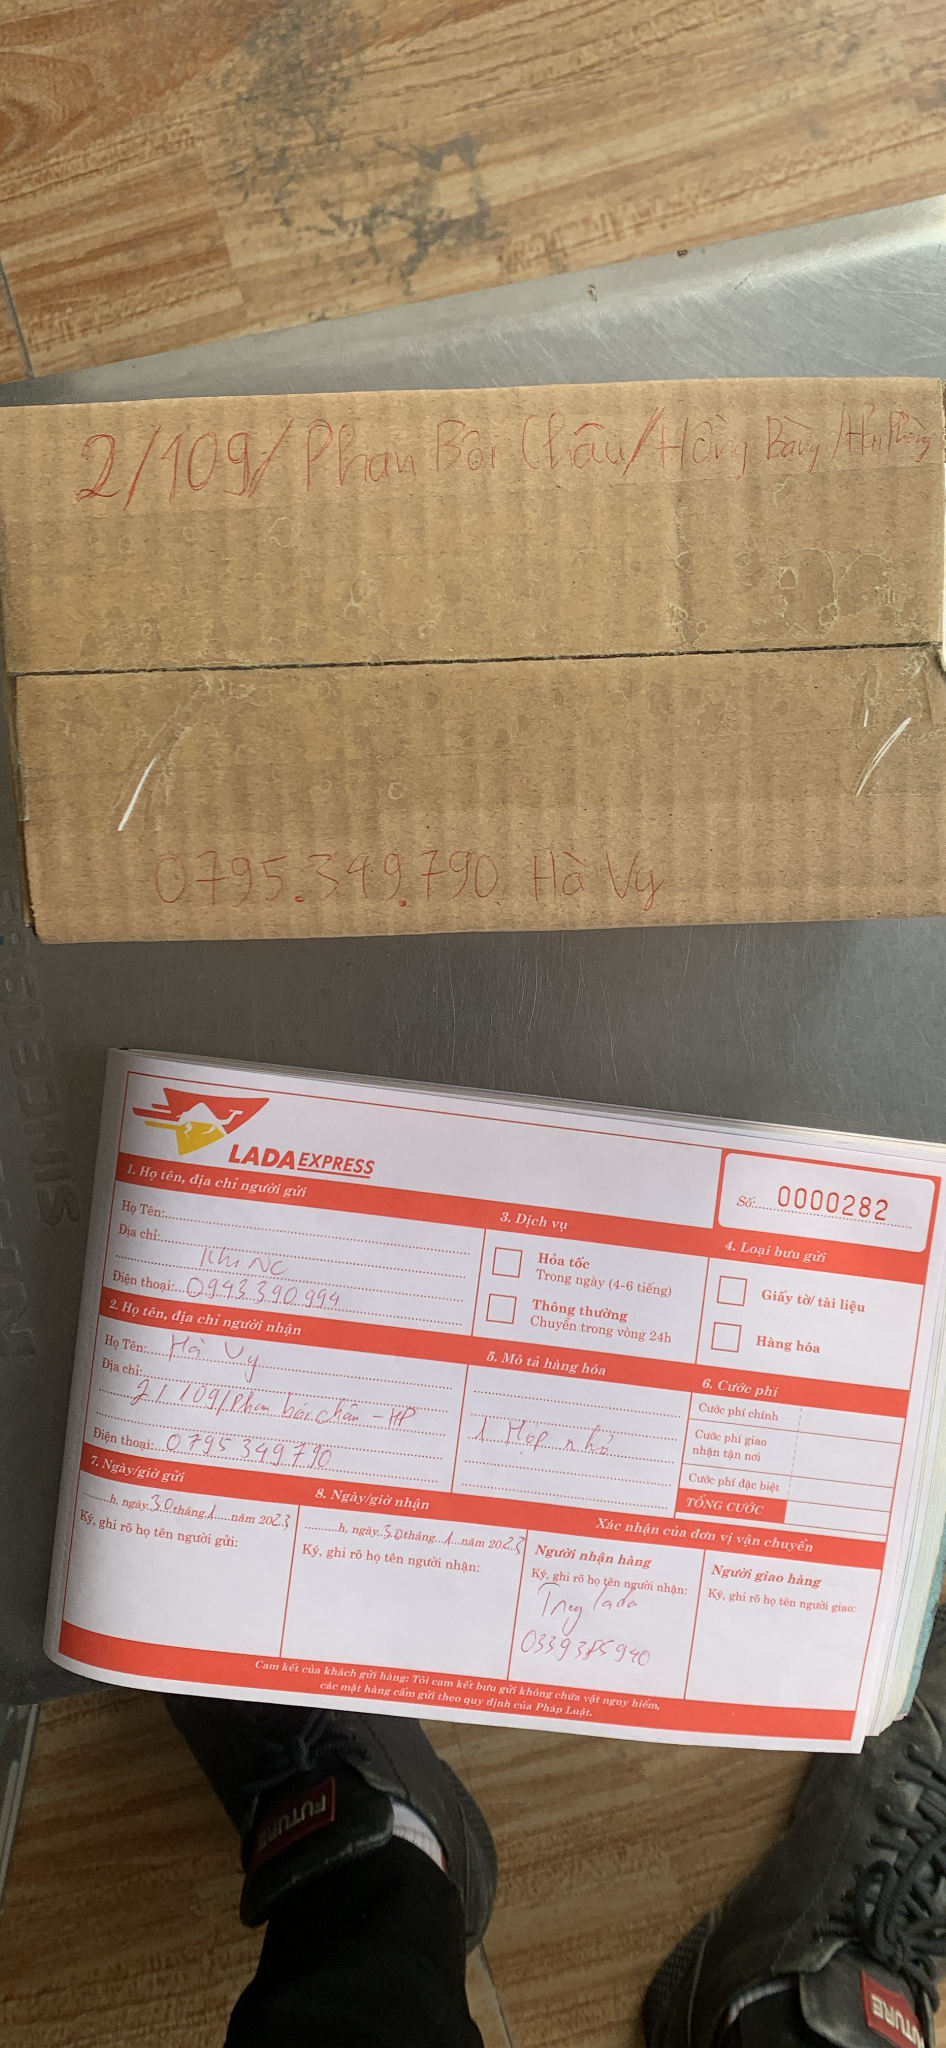 2/109/Phan Bội Châu/Hồng Bàng/Hải Phòng
0795.349.790 Hà Vy
LADA EXPRESS
Số: 0000282
1. Họ tên, địa chỉ người gửi
Họ Tên:
Địa chỉ:
NC
Điện thoại: 0943 390 994
3. Dịch vụ
Hỏa tốc
Trong ngày (4-6 tiếng)
Thông thường
Chuyển trong vòng 24h
4. Loại bưu gửi
Giấy tờ/ tài liệu
Hàng hóa
2. Họ tên, địa chỉ người nhận
Họ Tên: Hà Vy
Địa chỉ:
2/109/Phan bội châu - HP
Điện thoại: 0795 349 790
5. Mô tả hàng hóa
1 Hộp nhỏ
6. Cước phí
Cước phí chính
Cước phí giao
nhận tận nơi
Cước phí đặc biệt
TỔNG CƯỚC
7. Ngày/giờ gửi
h, ngày 30 tháng 1 năm 2023
Ký, ghi rõ họ tên người gửi:
8. Ngày/giờ nhận
h, ngày 30 tháng 1 năm 2023
Ký, ghi rõ họ tên người nhận:
Xác nhận của đơn vị vận chuyển
Người nhận hàng
Ký, ghi rõ họ tên người nhận:
lada
0339385940
Người giao hàng
Ký, ghi rõ họ tên người giao:
Cam kết của khách gửi hàng: Tôi cam kết bưu gửi không chứa vật nguy hiểm,
các mặt hàng cấm gửi theo quy định của Pháp Luật.
FUTURE
FUTURE